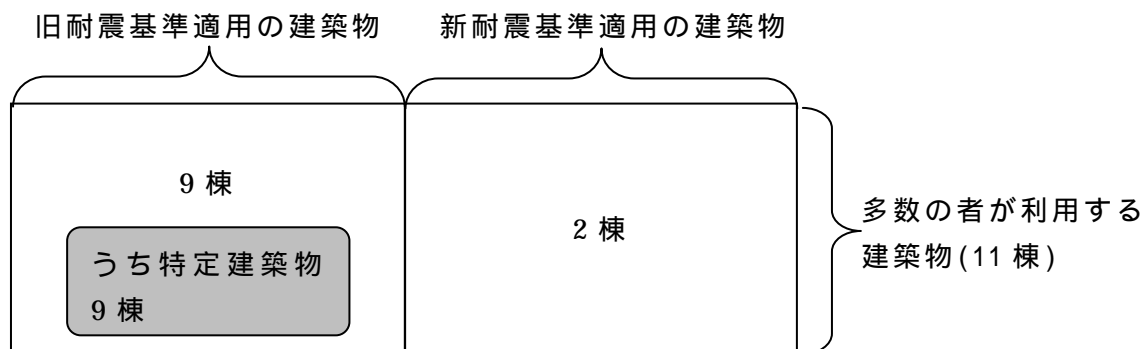 旧耐震基準適用の建築物
新耐震基準適用の建築物
9 棟
うち特定建築物
9 棟
2 棟
多数の者が利用する
建築物(11 棟)